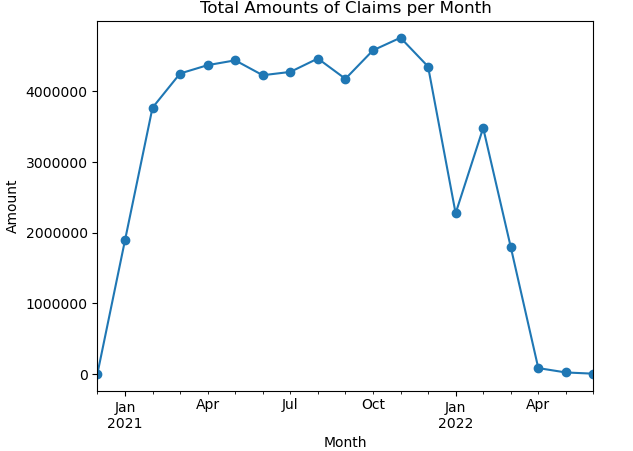 Total Amounts of Claims per Month
Amount
4000000
3000000
2000000
1000000
0
Jan Apr Jul Oct Jan Apr
2021 2022
Month